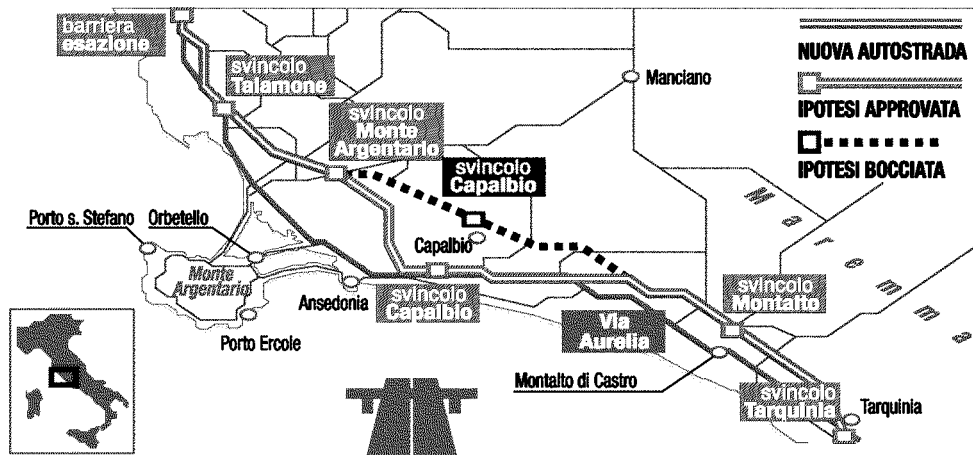 barriera
esazione
svincolo
Talamone
svincolo
Monte
Argentario
Manciano
NUOVA AUTOSTRADA
IPOTESI APPROVATA
IPOTESI BOCCIATA
svincolo
Capalbio
Porto s. Stefano
Orbetello
Capalbio
Maremma
Monte
Argentario
Ansedonia
svincolo
Capalbio
svincolo
Montalto
Porto Ercole
Via
Aurelia
Montalto di Castro
svincolo
Tarquinia
Tarquinia